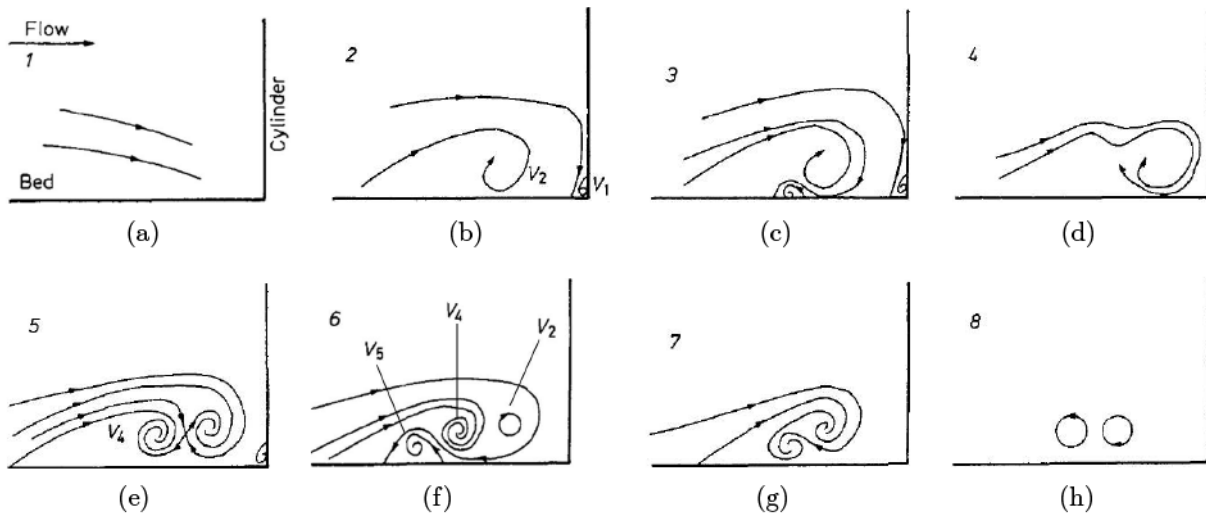 Flow
1
Cylinder
Bed
(a)
2
V2
V1
(b)
3
(c)
4
(d)
5
V4
(e)
6
V4
V2
V5
(f)
7
(g)
8
(h)